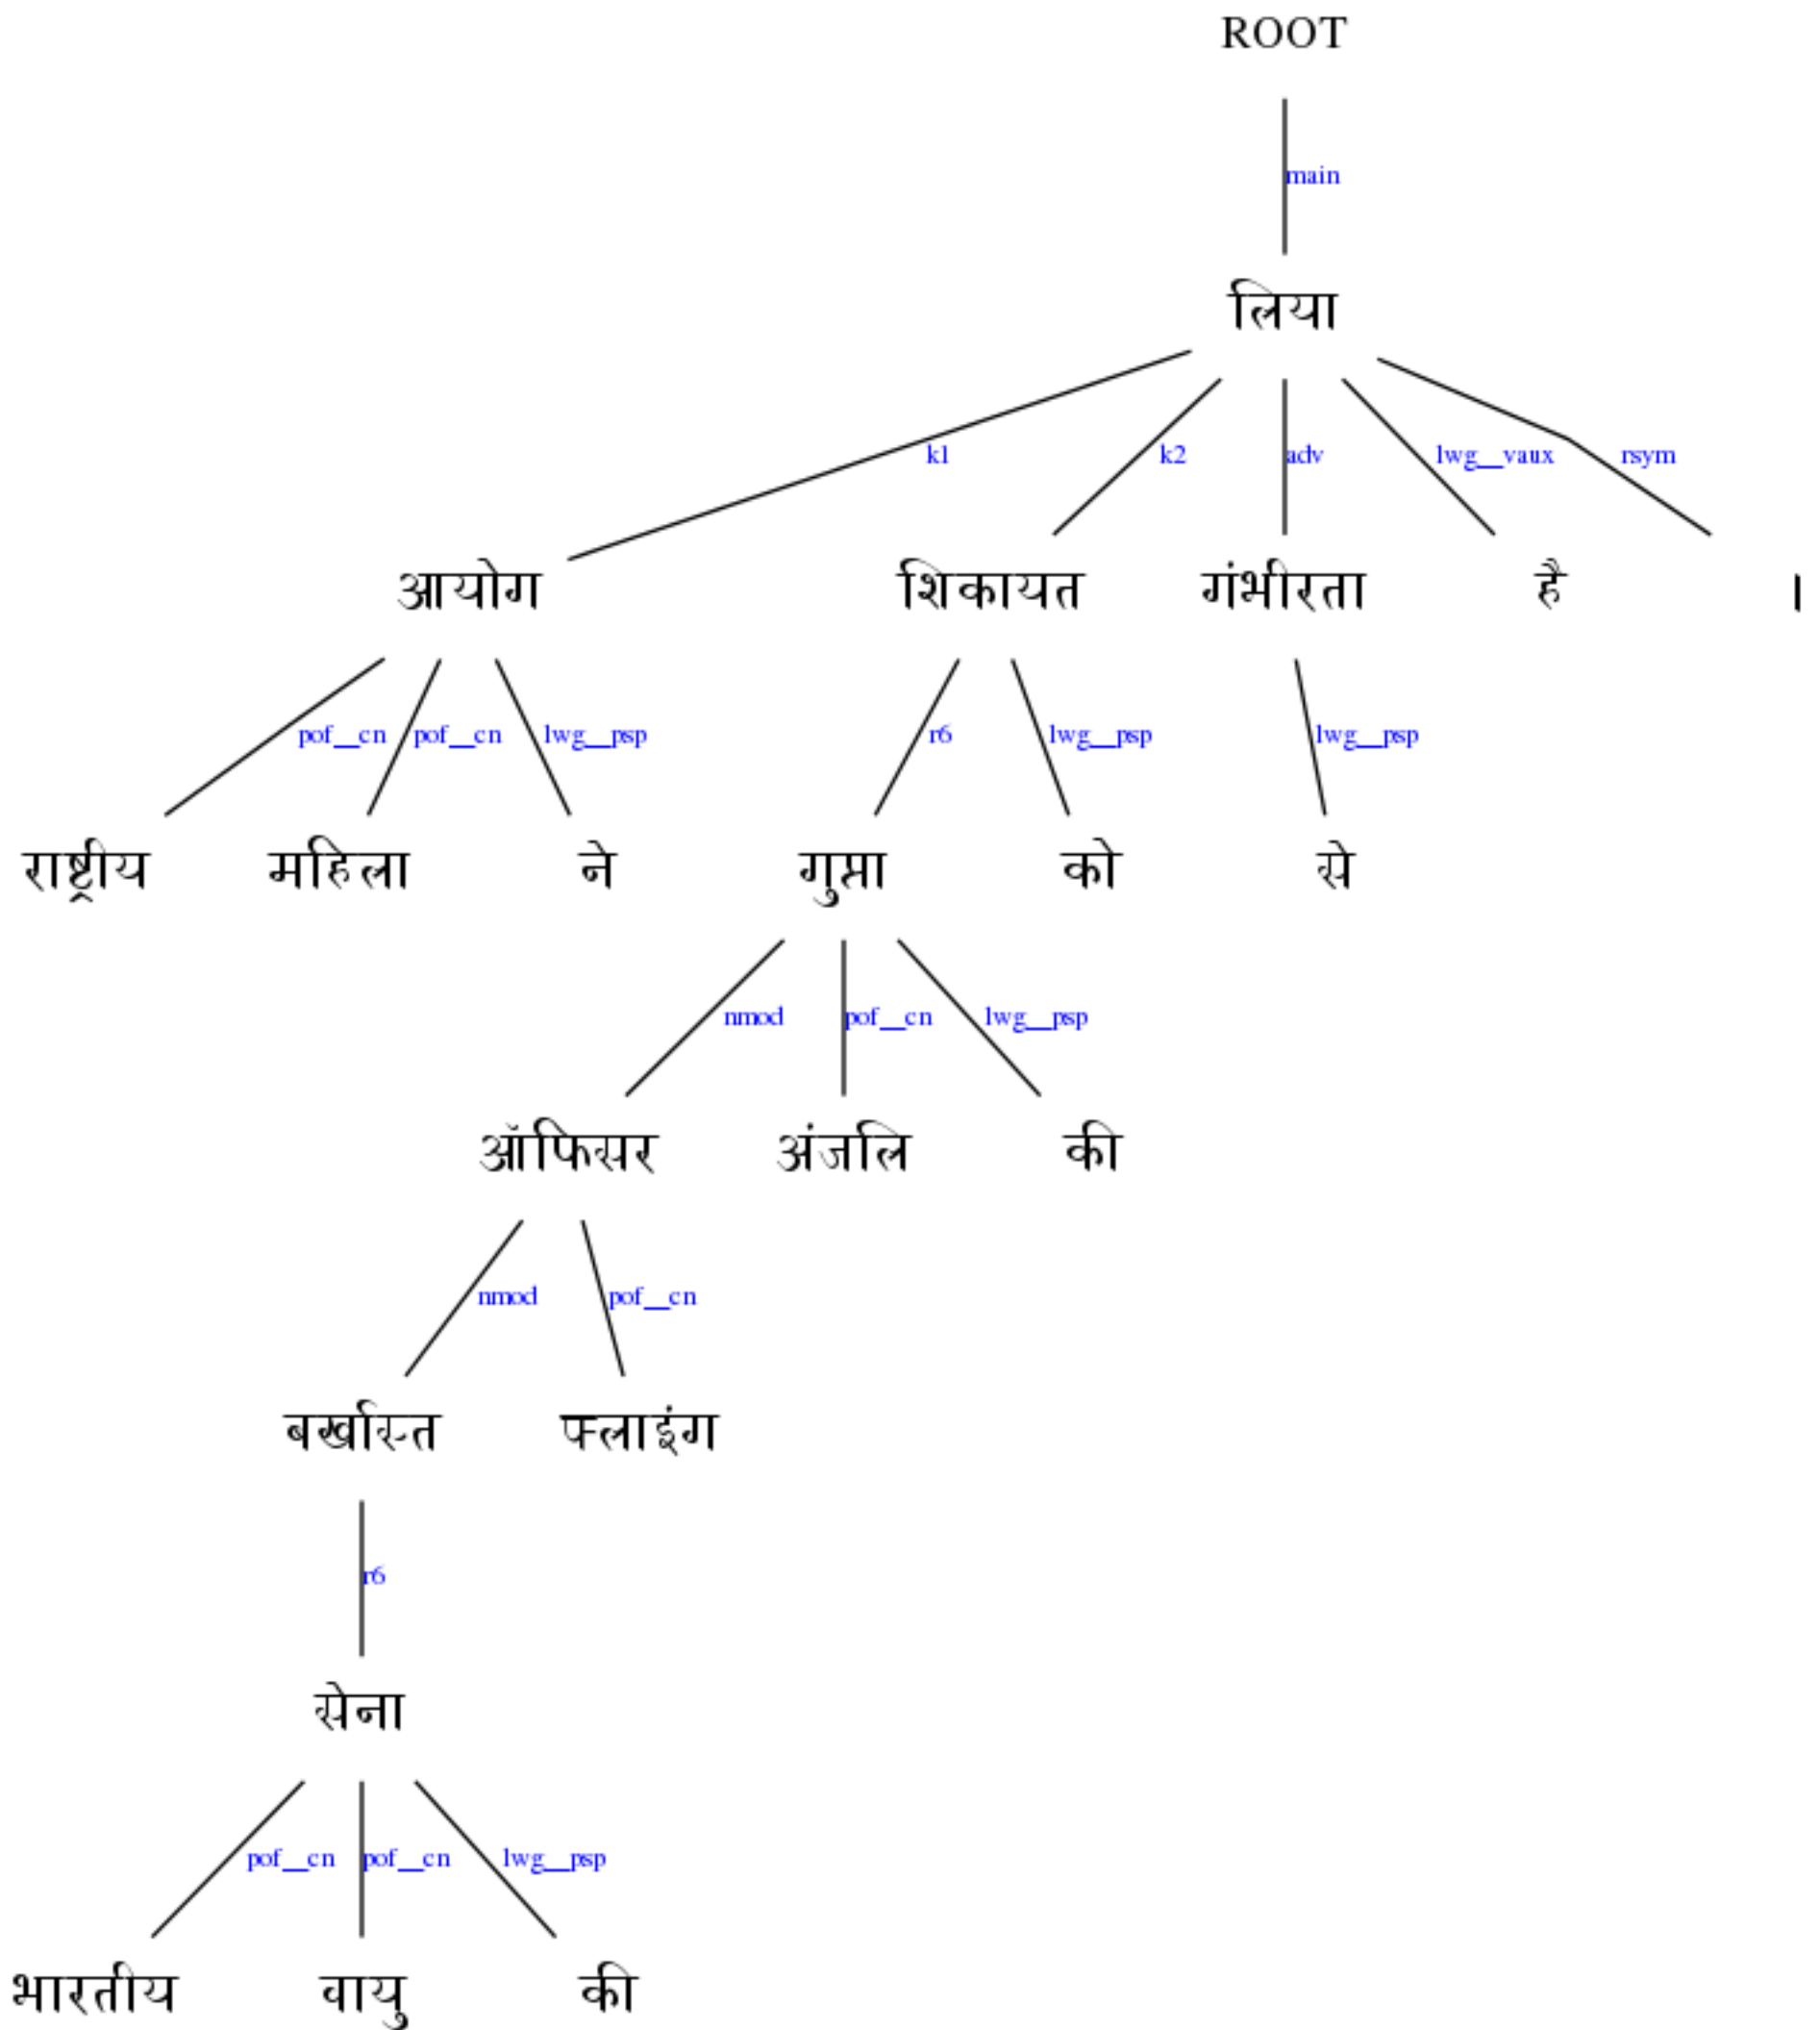 ROOT
main
लिया
k1 k2 adv lwg__vaux rsym
आयोग शिकायत गंभीरता है ।
pof__cn pof__cn lwg__psp r6 lwg__psp lwg__psp
राष्ट्रीय महिला ने गुप्ता को से
nmod pof__cn lwg__psp
ऑफिसर अंजलि की
nmod pof__cn
बर्खास्त फ्लाइंग
r6
सेना
pof__cn pof__cn lwg__psp
भारतीय वायु की